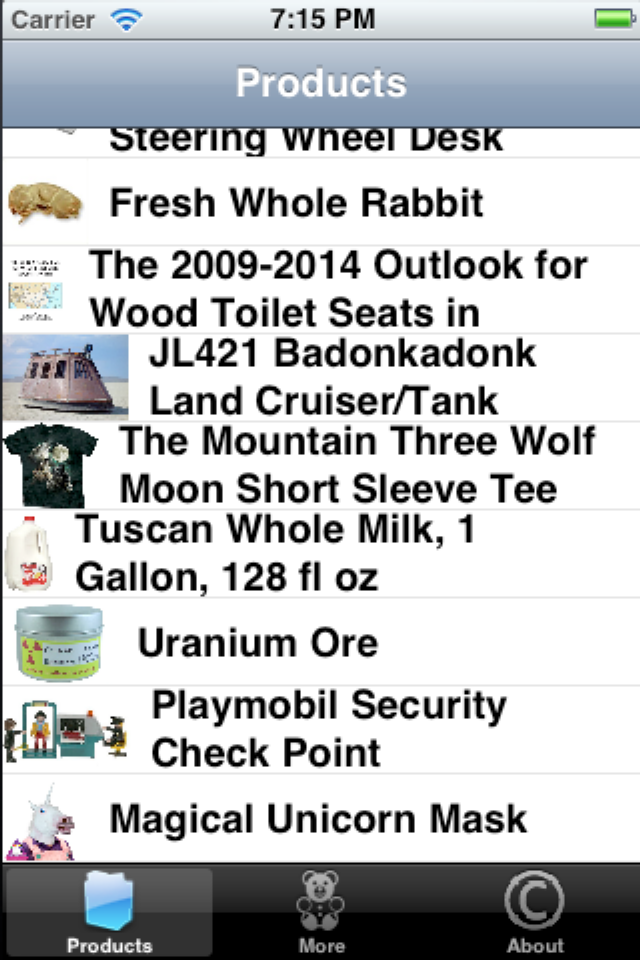 Carrier 7:15 PM
Products
Steering Wheel Desk
Fresh Whole Rabbit
The 2009-2014 Outlook for
Wood Toilet Seats in
JL421 Badonkadonk
Land Cruiser/Tank
The Mountain Three Wolf
Moon Short Sleeve Tee
Tuscan Whole Milk, 1
Gallon, 128 fl oz
Uranium Ore
Playmobil Security
Check Point
Magical Unicorn Mask
Products More About